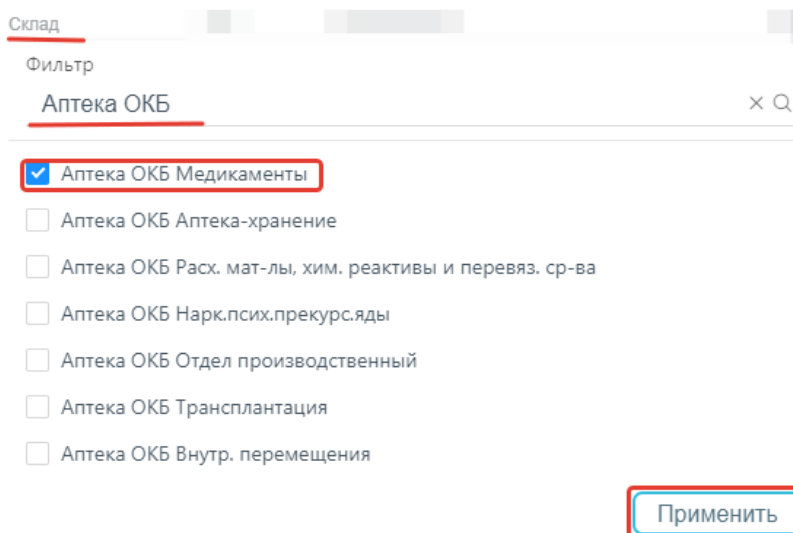 Склад
Фильтр
Аптека ОКБ
Аптека ОКБ Медикаменты
Аптека ОКБ Аптека-хранение
Аптека ОКБ Расх. мат-лы, хим. реактивы и перевяз. ср-ва
Аптека ОКБ Нарк.псих.прекурс.яды
Аптека ОКБ Отдел производственный
Аптека ОКБ Трансплантация
Аптека ОКБ Внутр. перемещения
Применить